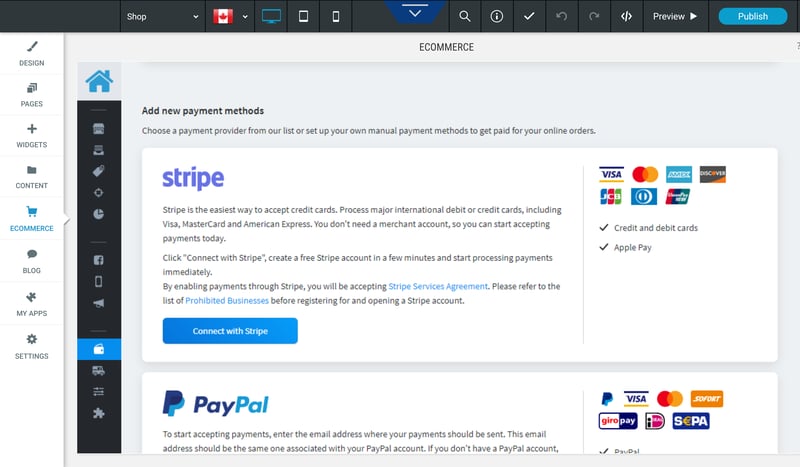 Shop
Preview
Publish
ECOMMERCE
?
DESIGN
PAGES
WIDGETS
CONTENT
ECOMMERCE
BLOG
MY APPS
SETTINGS
Add new payment methods
Choose a payment provider from our list or set up your own manual payment methods to get paid for your online orders.
stripe
VISA
AMEX
DISCOVER
JCB
UnionPay
Stripe is the easiest way to accept credit cards. Process major international debit or credit cards, including
Visa, MasterCard and American Express. You don't need a merchant account, so you can start accepting
payments today.
Credit and debit cards
Apple Pay
Click "Connect with Stripe", create a free Stripe account in a few minutes and start processing payments
immediately.
By enabling payments through Stripe, you will be accepting Stripe Services Agreement. Please refer to the
list of Prohibited Businesses before registering for and opening a Stripe account.
Connect with Stripe
PayPal
VISA
SOFORT
giropay
iDEAL
SEPA
To start accepting payments, enter the email address where your payments should be sent. This email
address should be the same one associated with your PayPal account. If you don't have a PayPal account,
PayPal